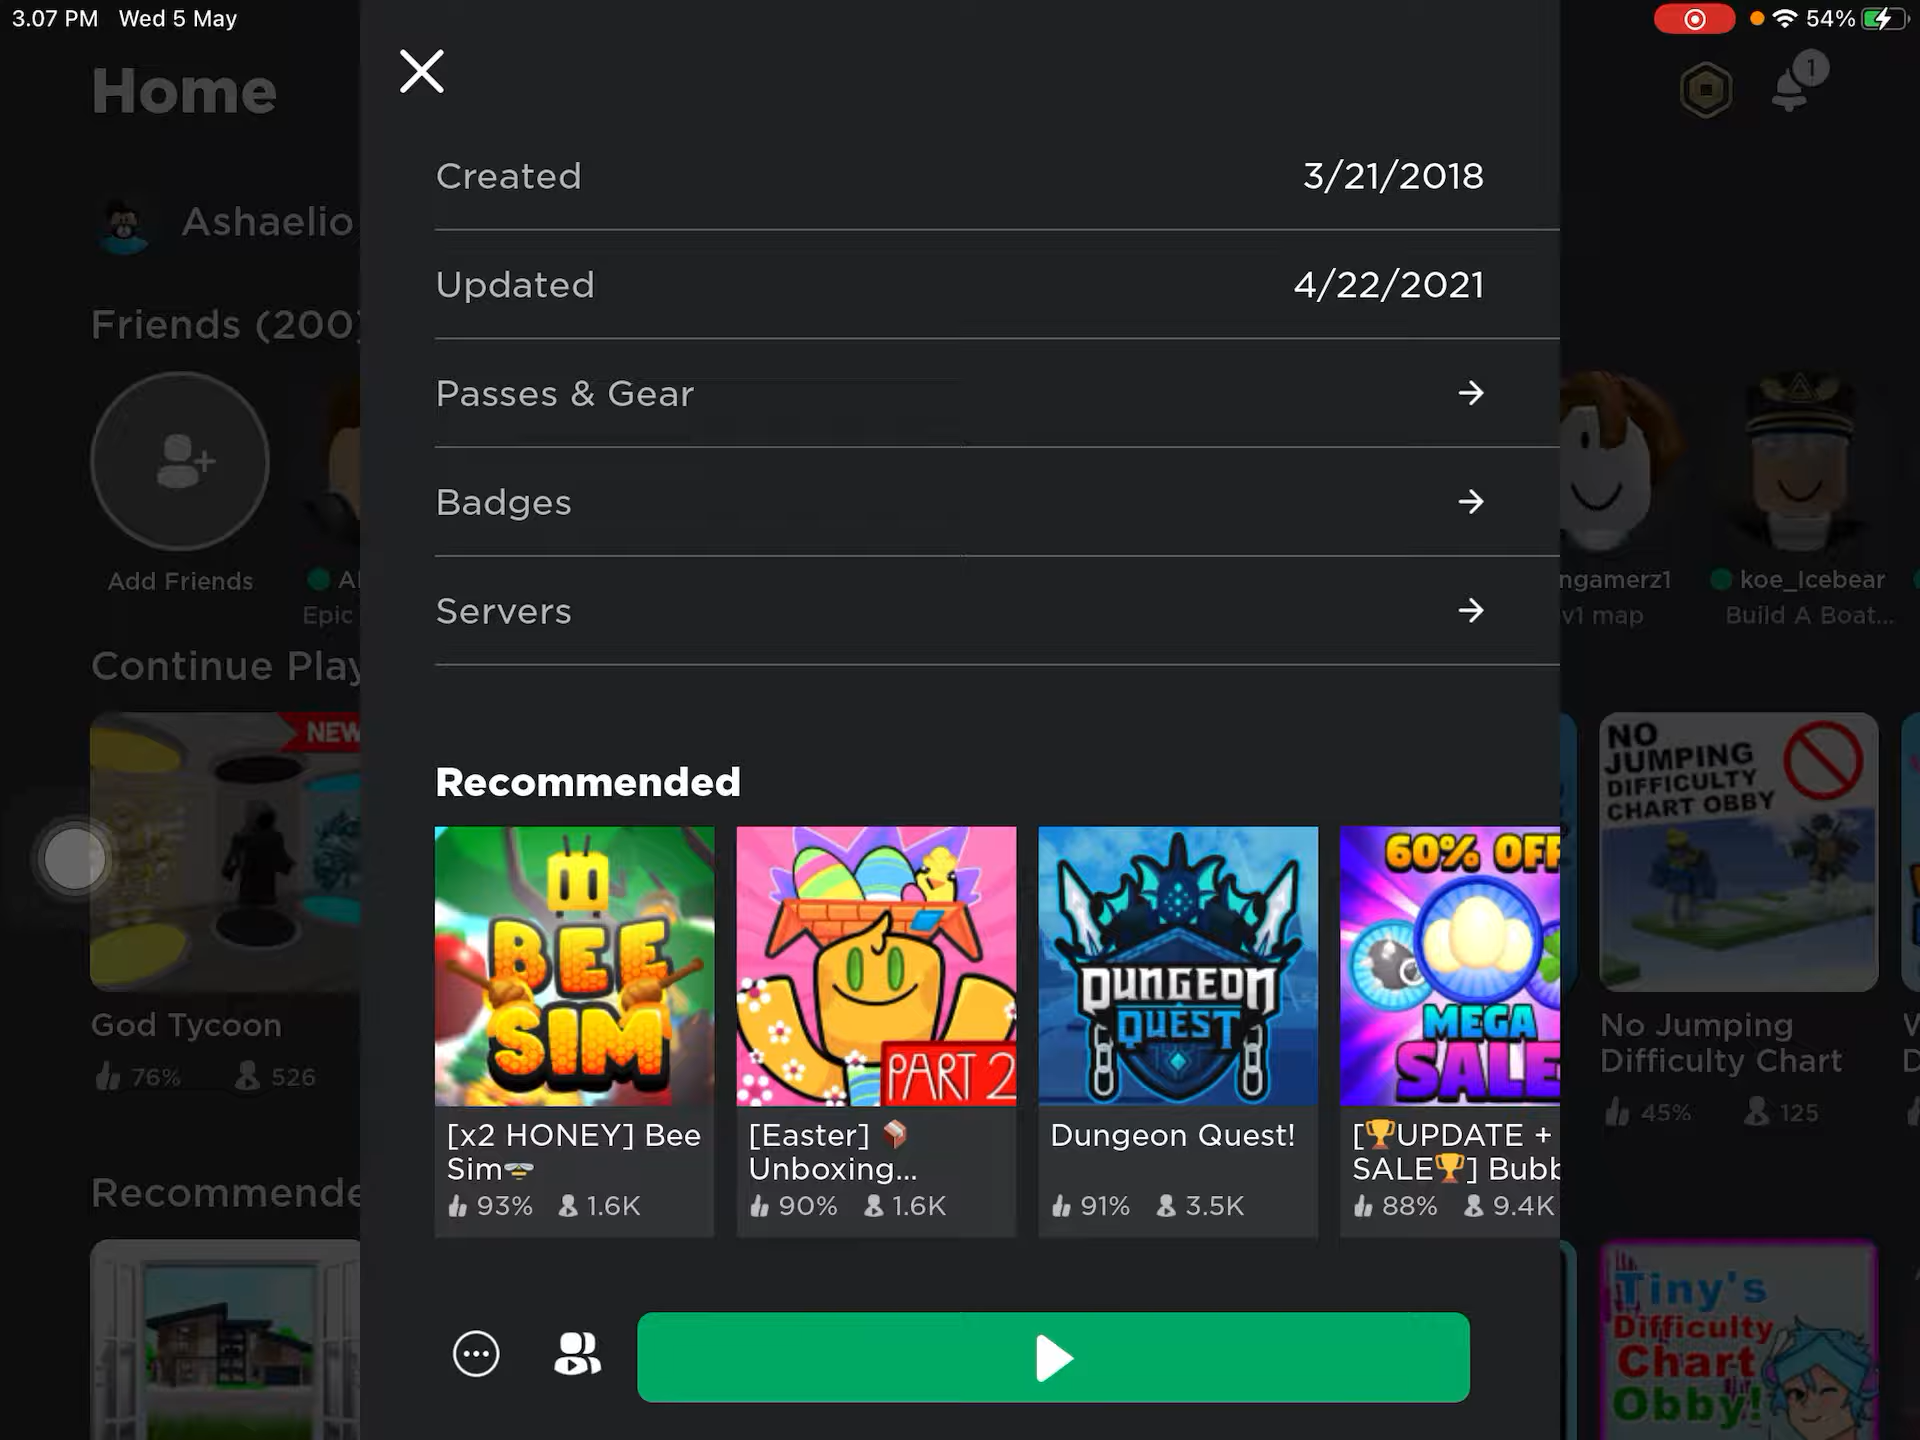 3.07 PM Wed 5 May
54%
Home
1
Ashaelio
Friends (200)
Add Friends
Epic
ngamerz1
v1 map
koe_Icebear
Build A Boat...
Continue Play
NEW
God Tycoon
76% 526
Recommende
Created 3/21/2018
Updated 4/22/2021
Passes & Gear
Badges
Servers
Recommended
BEE
SIM
[x2 HONEY] Bee
Sim
93% 1.6K
PART 2
[Easter]
Unboxing...
90% 1.6K
DUNGEON
QUEST
Dungeon Quest!
91% 3.5K
60% OFF
MEGA
SALE
[🏆UPDATE +
SALE🏆] Bubb
88% 9.4K
NO
JUMPING
DIFFICULTY
CHART OBBY
No Jumping
Difficulty Chart
45% 125
Tiny's
Difficulty
Chart
Obby!